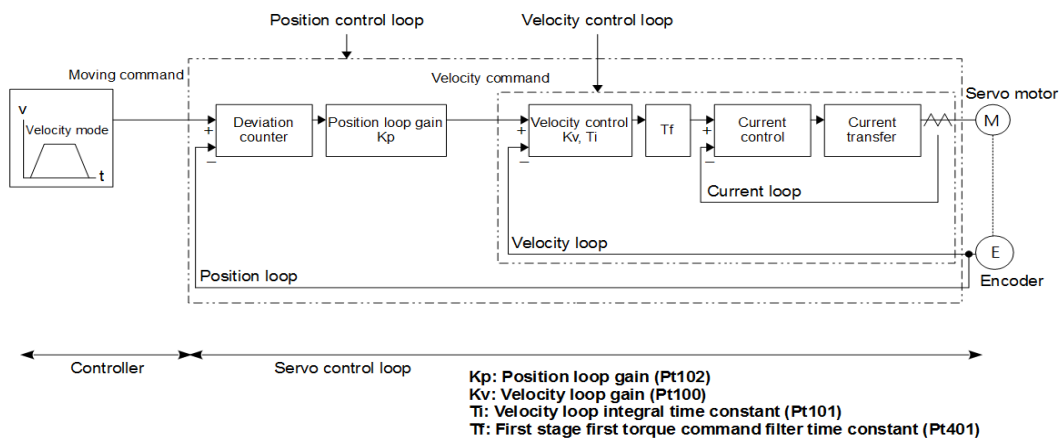 Position control loop
Velocity control loop
Moving command
Velocity command
Servo motor
v
Velocity mode
t
+
−
Deviation
counter
Position loop gain
Kp
+
−
Velocity control
Kv, Ti
Tf
+
−
Current
control
Current
transfer
M
Current loop
Velocity loop
E
Position loop
Encoder
Controller
Servo control loop
Kp: Position loop gain (Pt102)
Kv: Velocity loop gain (Pt100)
Ti: Velocity loop integral time constant (Pt101)
Tf: First stage first torque command filter time constant (Pt401)